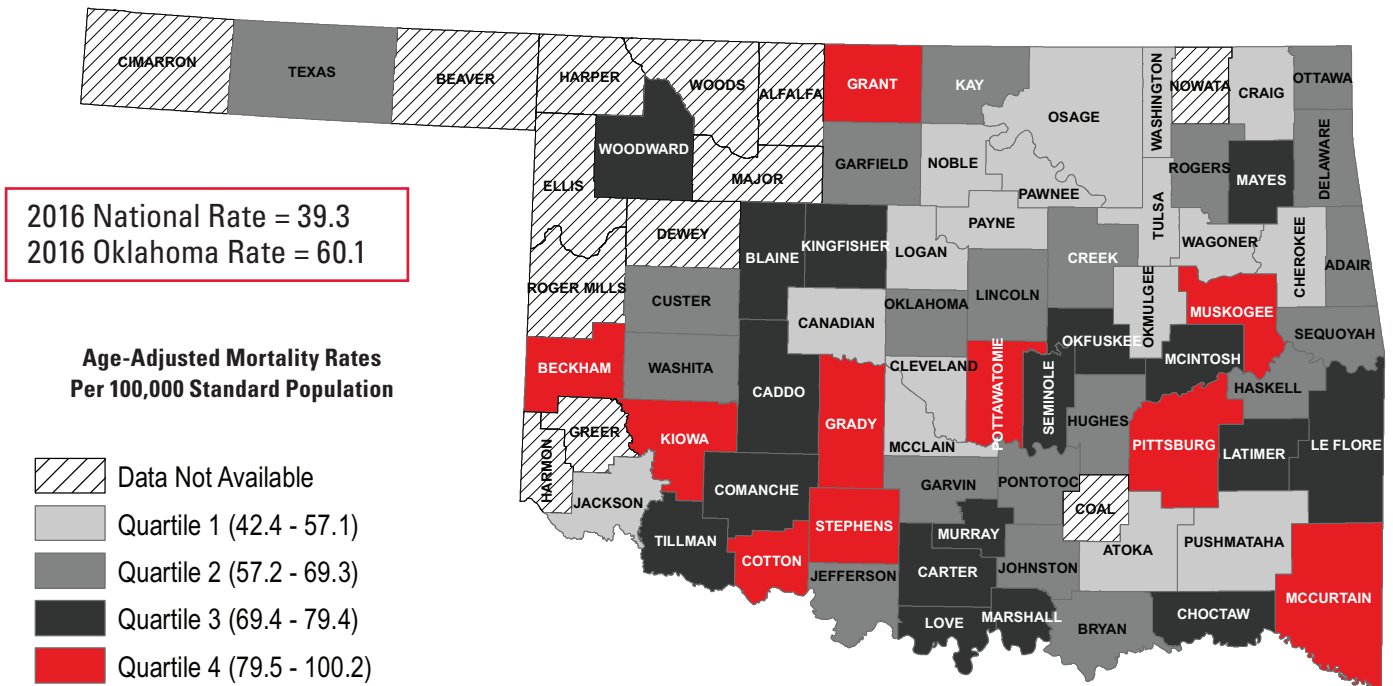 CIMARRON
TEXAS
BEAVER
HARPER
WOODS
ALFALFA
GRANT
KAY
OSAGE
WASHINGTON
NOWATA
CRAIG
OTTAWA
WOODWARD
ELLIS
MAJOR
GARFIELD
NOBLE
PAWNEE
ROGERS
MAYES
DELAWARE
2016 National Rate = 39.3
2016 Oklahoma Rate = 60.1
DEWEY
BLAINE
KINGFISHER
LOGAN
PAYNE
TULSA
WAGONER
CHEROKEE
ADAIR
ROGER MILLS
CUSTER
CANADIAN
OKLAHOMA
LINCOLN
CREEK
OKMULGEE
MUSKOGEE
SEQUOYAH
Age-Adjusted Mortality Rates
Per 100,000 Standard Population
BECKHAM
WASHITA
CADDO
GRADY
CLEVELAND
POTTAWATOMIE
SEMINOLE
OKFUSKEE
MCINTOSH
HASKELL
HARMON
GREER
KIOWA
MCCLAIN
HUGHES
PITTSBURG
LATIMER
LE FLORE
JACKSON
COMANCHE
GARVIN
PONTOTOC
COAL
TILLMAN
COTTON
STEPHENS
MURRAY
ATOKA
PUSHMATAHA
JEFFERSON
CARTER
JOHNSTON
MCCURTAIN
LOVE
MARSHALL
BRYAN
CHOCTAW
Data Not Available
Quartile 1 (42.4 - 57.1)
Quartile 2 (57.2 - 69.3)
Quartile 3 (69.4 - 79.4)
Quartile 4 (79.5 - 100.2)